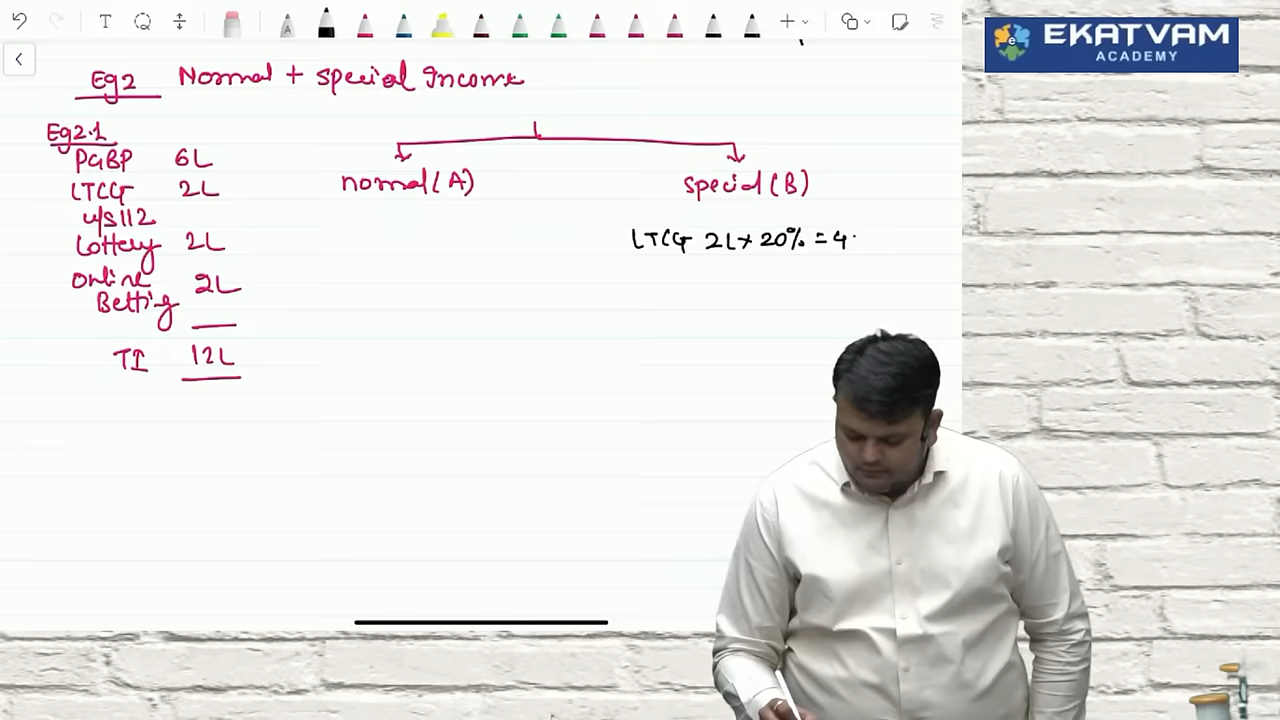 EKATVAM
ACADEMY
Eg2 Normal + Special Income
Eg2.1
PGBP 6L
LTCG 2L
u/s 112
Lottery 2L
Online
Betting 2L
TI 12L
normal (A)
Special (B)
LTCG 2L x 20% = 4